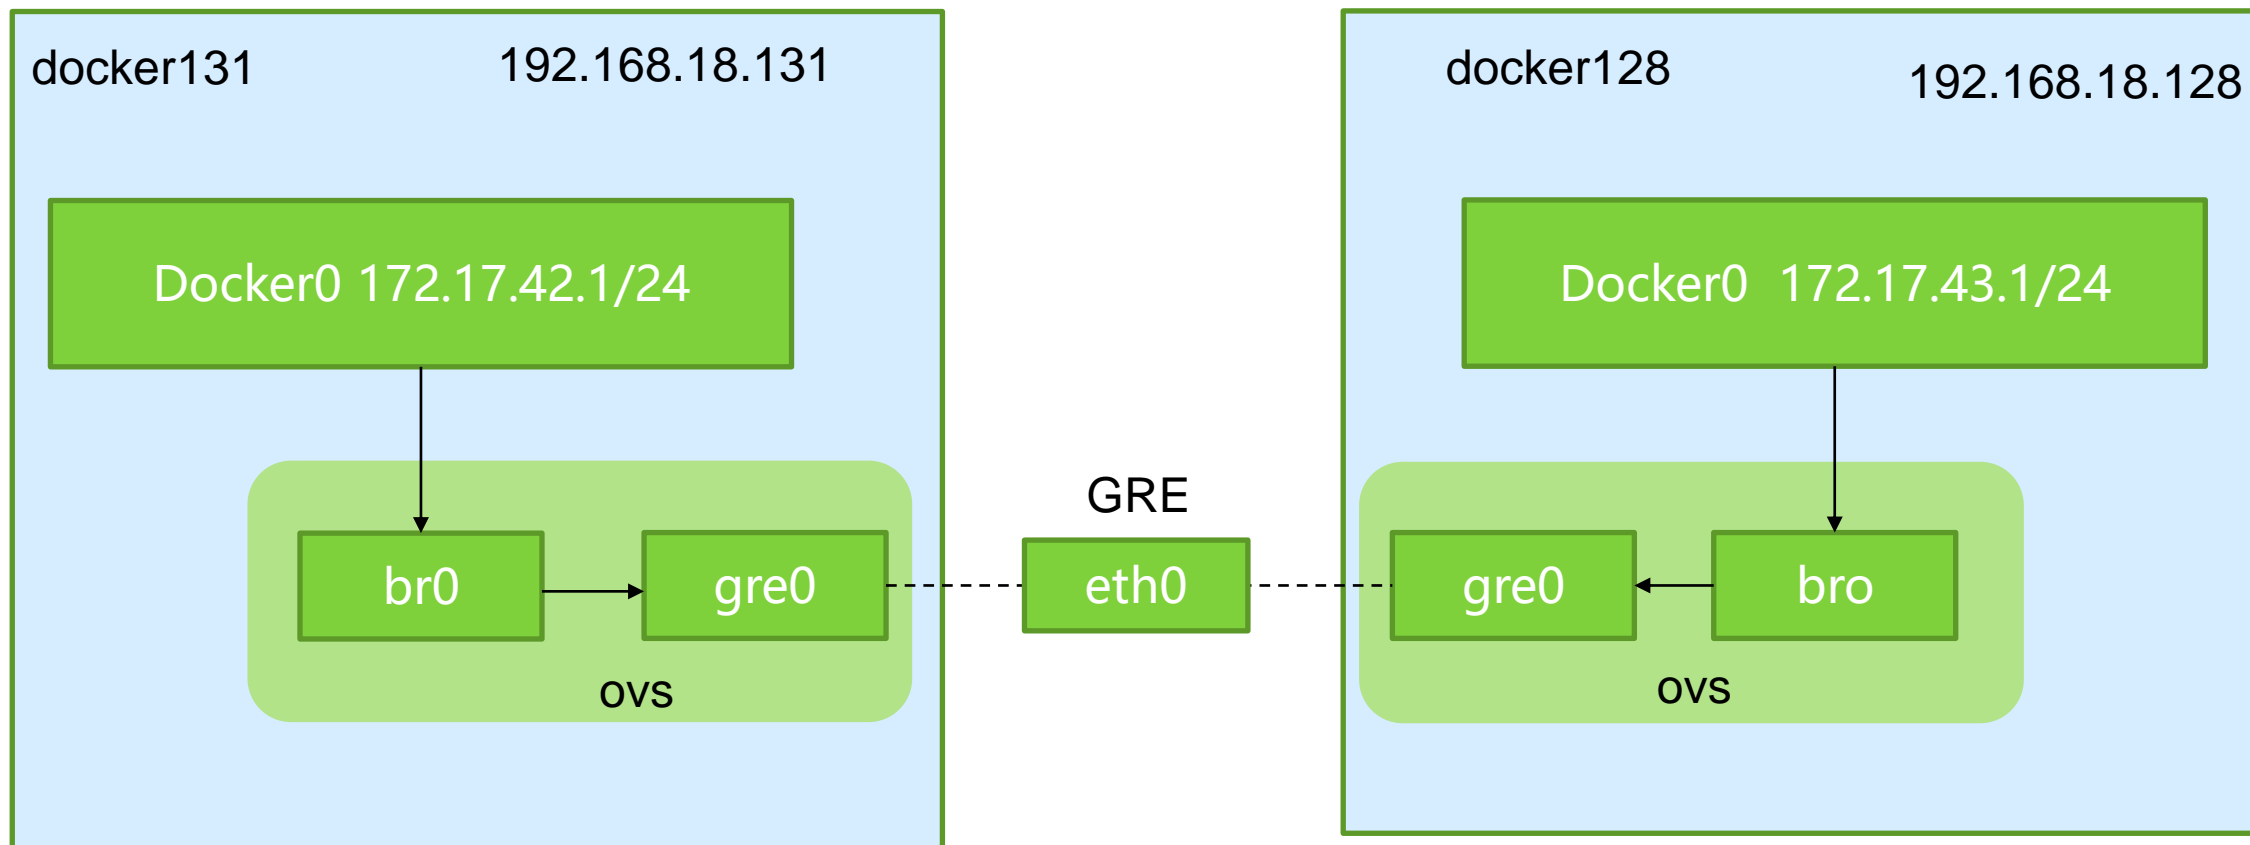 docker131
192.168.18.131
Docker0 172.17.42.1/24
br0
gre0
ovs
GRE
eth0
docker128
192.168.18.128
Docker0  172.17.43.1/24
gre0
bro
ovs